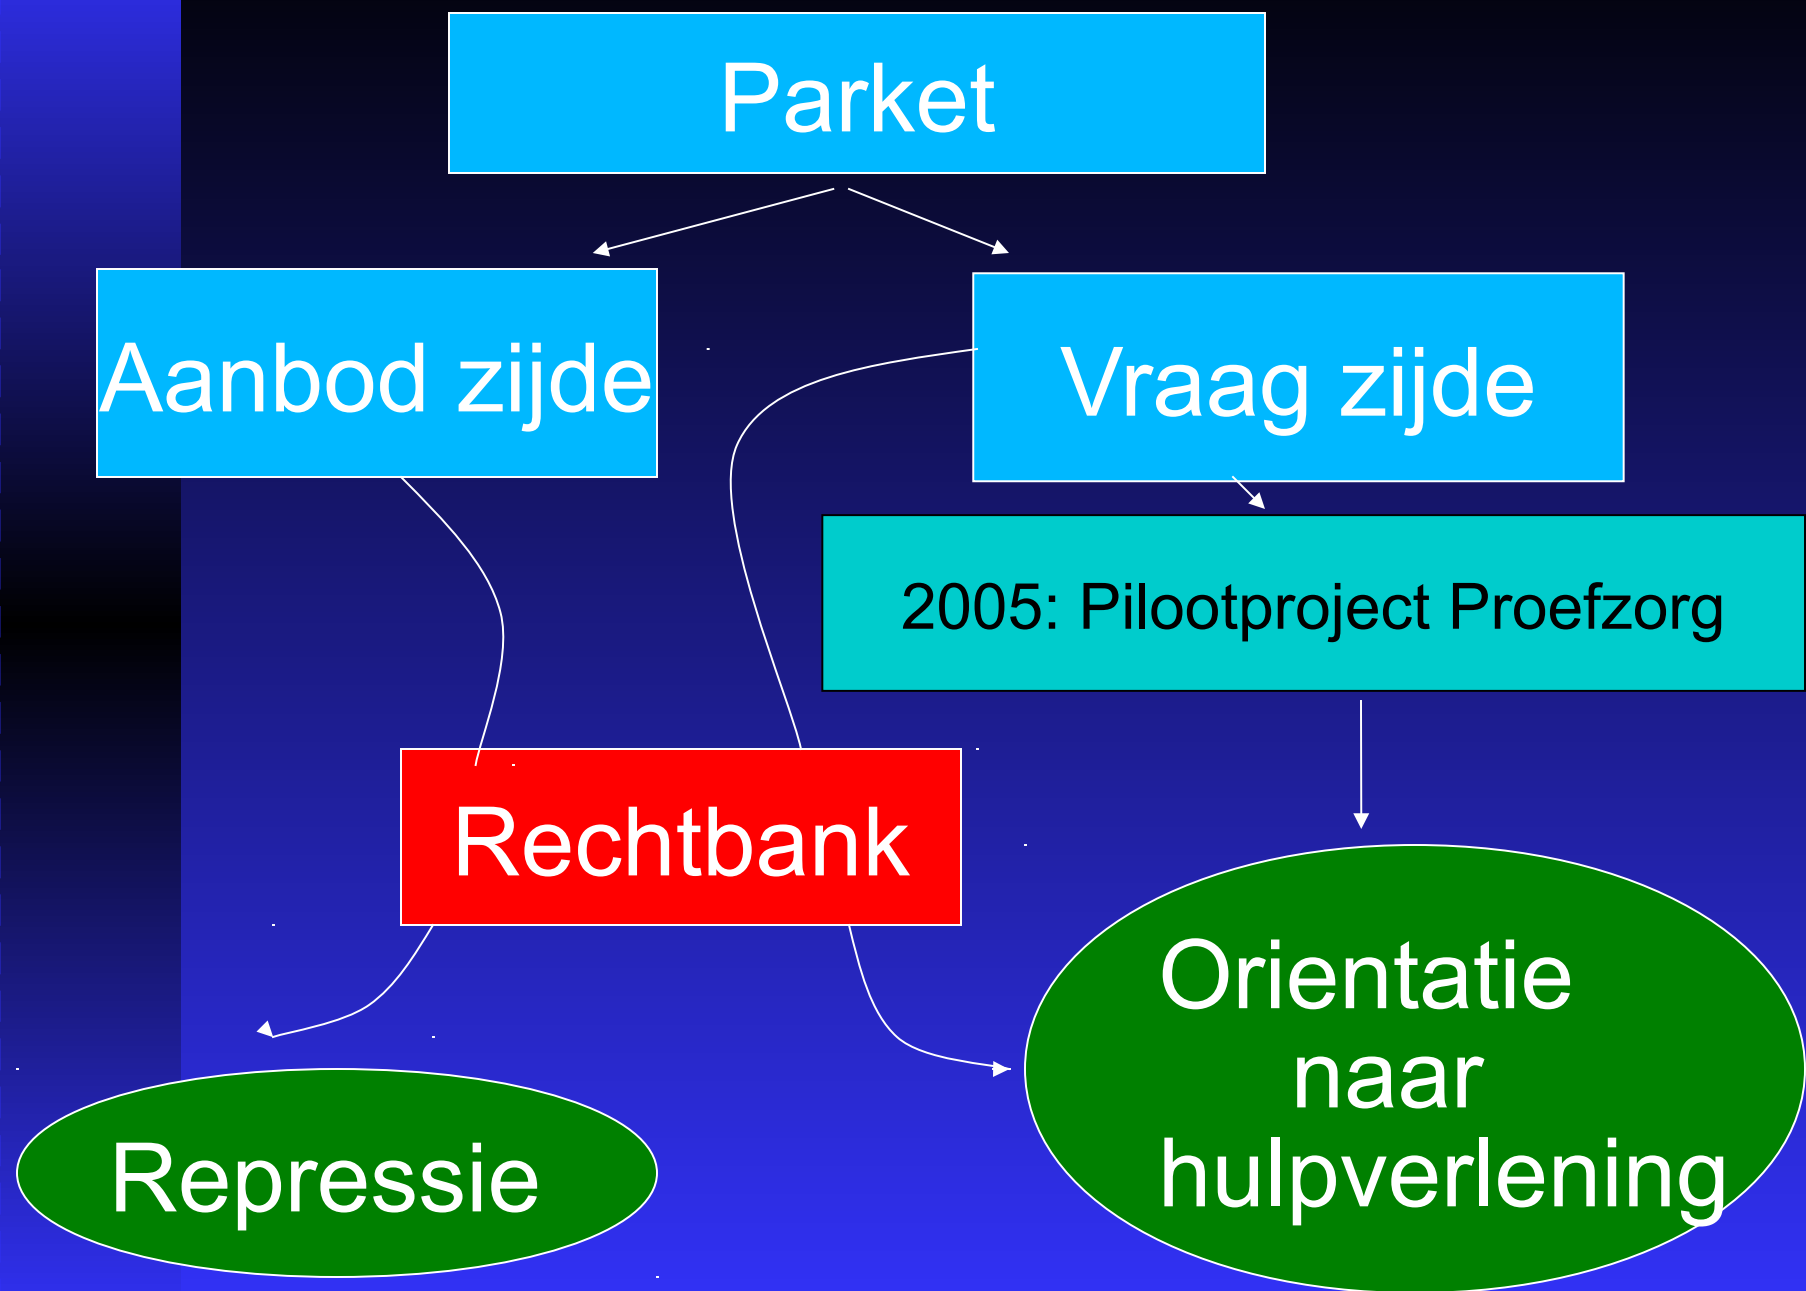 Parket
Aanbod zijde
Vraag zijde
2005: Pilootproject Proefzorg
Rechtbank
Orientatie
naar
hulpverlening
Repressie